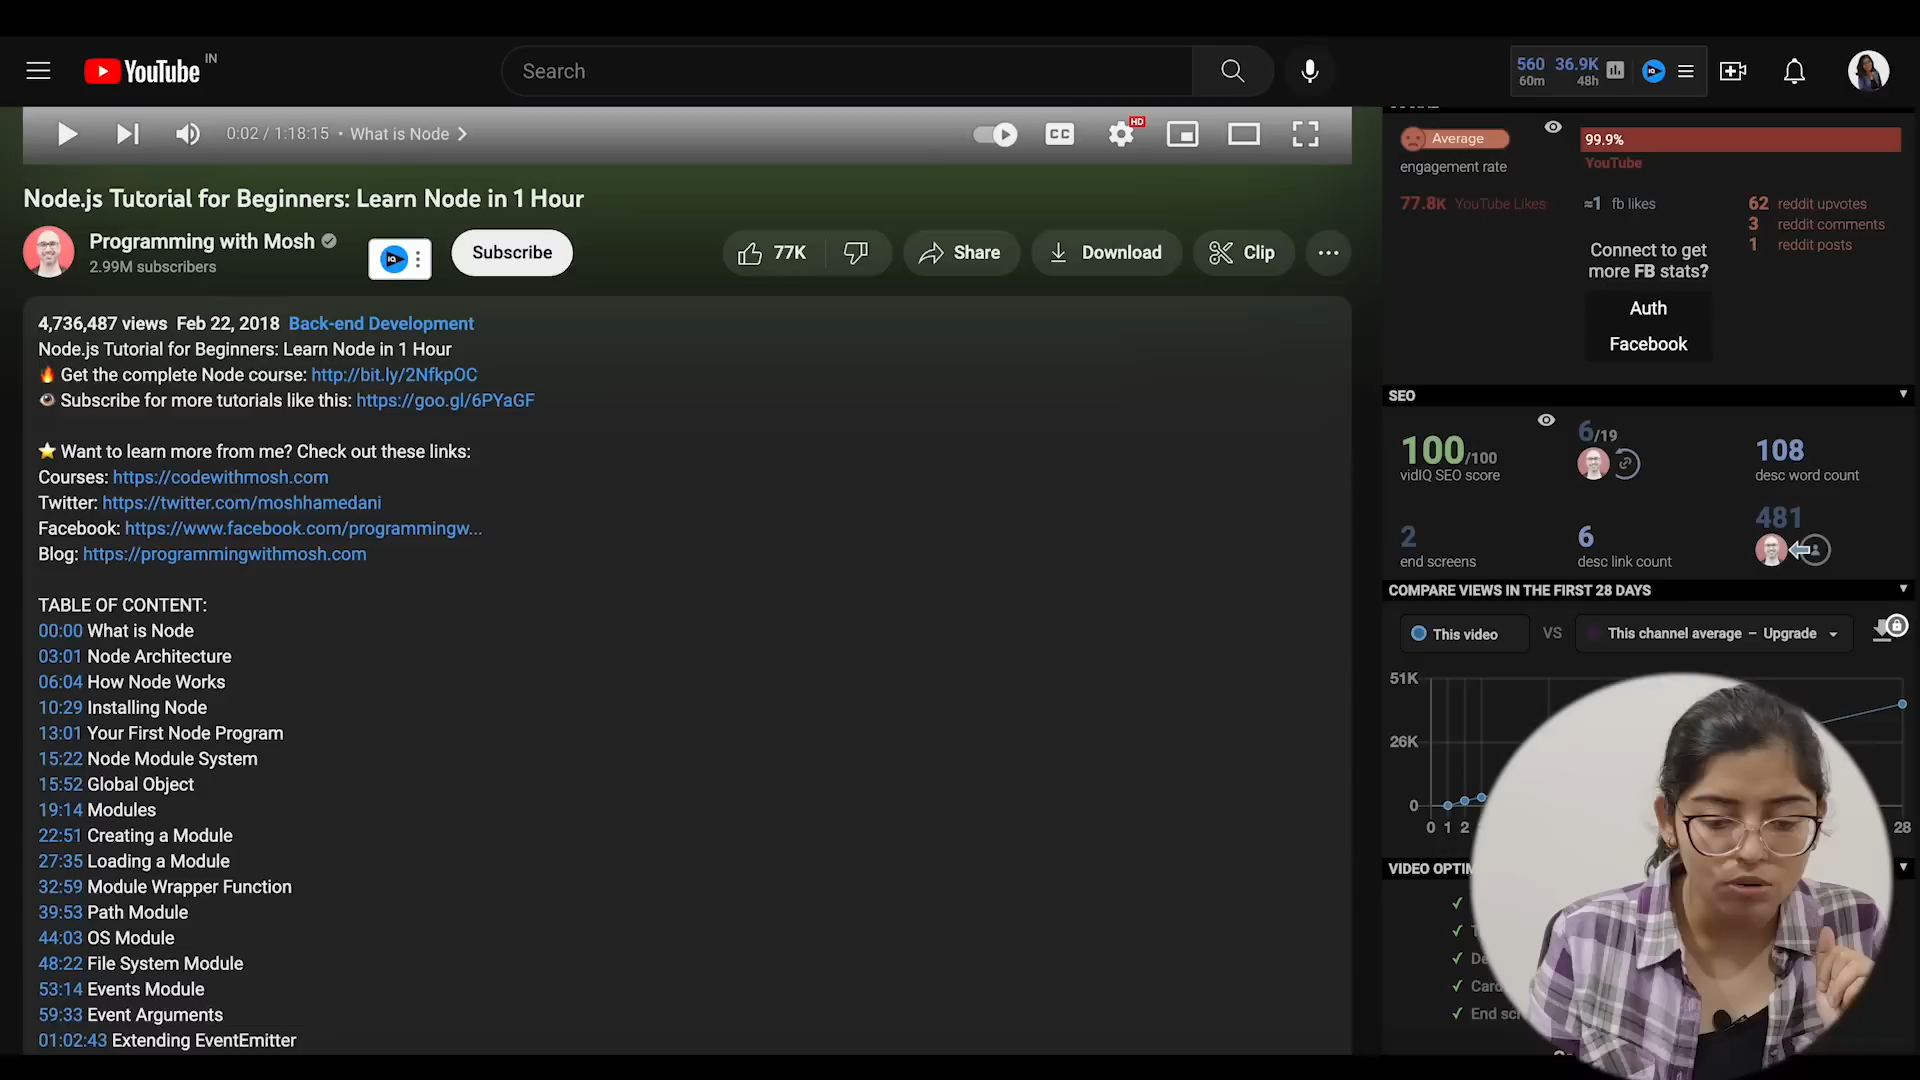 YouTube IN
Search
560 36.9K
60m 48h
0:02 / 1:18:15 • What is Node
CC
HD
Node.js Tutorial for Beginners: Learn Node in 1 Hour
Programming with Mosh
2.99M subscribers
Subscribe
77K
Share
Download
Clip
4,736,487 views Feb 22, 2018 Back-end Development
Node.js Tutorial for Beginners: Learn Node in 1 Hour
🔥 Get the complete Node course: http://bit.ly/2NfkpOC
Subscribe for more tutorials like this: https://goo.gl/6PYaGF
⭐ Want to learn more from me? Check out these links:
Courses: https://codewithmosh.com
Twitter: https://twitter.com/moshhamedani
Facebook: https://www.facebook.com/programmingw...
Blog: https://programmingwithmosh.com
TABLE OF CONTENT:
00:00 What is Node
03:01 Node Architecture
06:04 How Node Works
10:29 Installing Node
13:01 Your First Node Program
15:22 Node Module System
15:52 Global Object
19:14 Modules
22:51 Creating a Module
27:35 Loading a Module
32:59 Module Wrapper Function
39:53 Path Module
44:03 OS Module
48:22 File System Module
53:14 Events Module
59:33 Event Arguments
01:02:43 Extending EventEmitter
Average
engagement rate
99.9%
YouTube
77.8K YouTube Likes
≈1 fb likes
62 reddit upvotes
3 reddit comments
1 reddit posts
Connect to get
more FB stats?
Auth
Facebook
SEO
100/100
vidIQ SEO score
6/19
108
desc word count
2
end screens
6
desc link count
481
COMPARE VIEWS IN THE FIRST 28 DAYS
This video VS This channel average – Upgrade
51K
26K
0
0 1 2 28
VIDEO OPTIM
De
Card
End scr